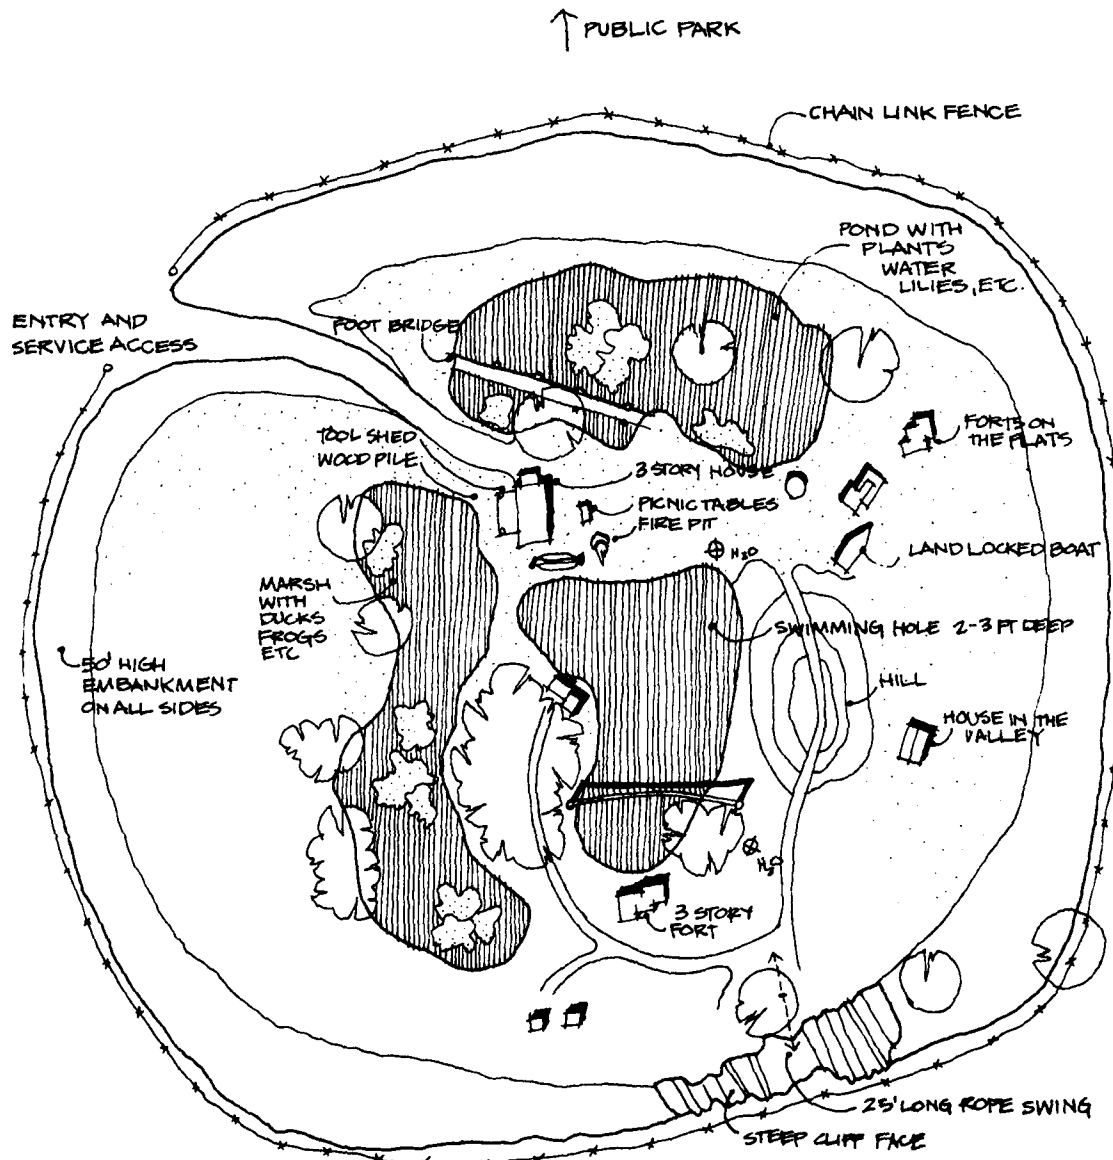 PUBLIC PARK
CHAIN LINK FENCE
POND WITH
PLANTS
WATER
LILIES, ETC.
ENTRY AND
SERVICE ACCESS
FOOT BRIDGE
FORTS ON
THE FLATS
TOOL SHED
WOOD PILE
3 STORY HOUSE
PICNIC TABLES
FIRE PIT
H2O
LAND LOCKED BOAT
MARSH
WITH
DUCKS
FROGS
ETC
SWIMMING HOLE 2-3 FT DEEP
50' HIGH
EMBANKMENT
ON ALL SIDES
HILL
HOUSE IN THE
VALLEY
H2O
3 STORY
FORT
25' LONG ROPE SWING
STEEP CLIFF FACE